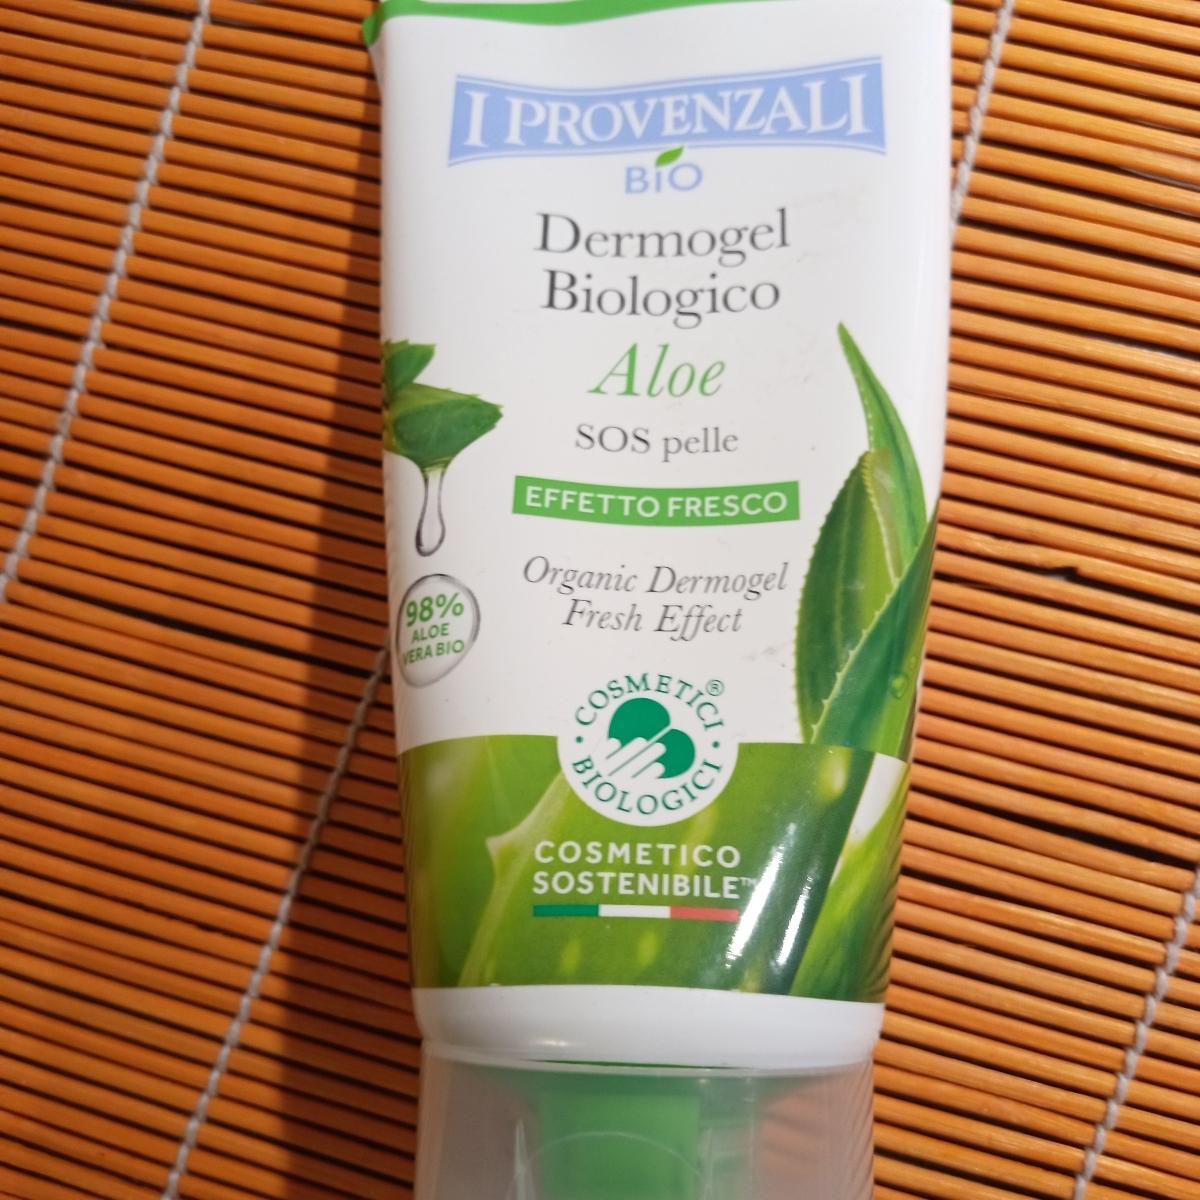 I PROVENZALI
BIO
Dermogel
Biologico
Aloe
SOS pelle
EFFETTO FRESCO
Organic Dermogel
Fresh Effect
98%
ALOE
VERA BIO
COSMETICI®
BIOLOGICI
COSMETICO
SOSTENIBILE™